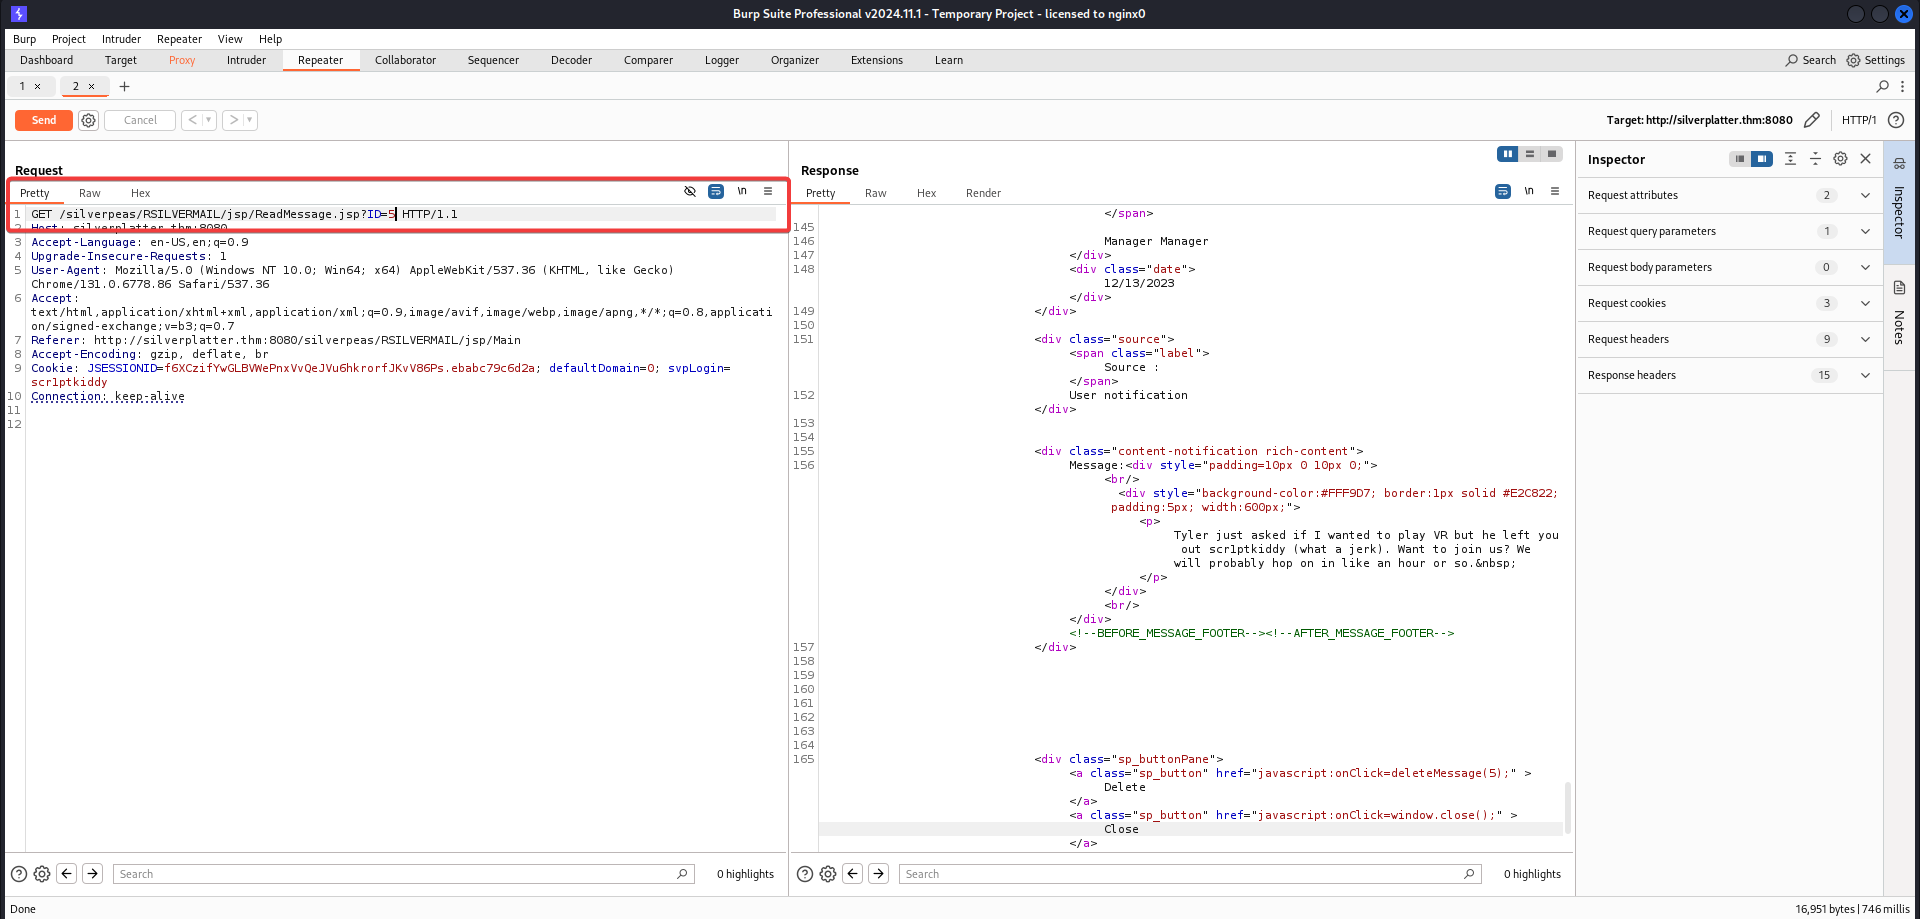 Burp Suite Professional v2024.11.1 - Temporary Project - licensed to nginx0
Burp Project Intruder Repeater View Help
Dashboard Target Proxy Intruder Repeater Collaborator Sequencer Decoder Comparer Logger Organizer Extensions Learn Search Settings
1 × 2 × +
Send Cancel < > Target: http://silverplatter.thm:8080 HTTP/1
Request
Pretty Raw Hex \n
1 GET /silverpeas/RSILVERMAIL/jsp/ReadMessage.jsp?ID=5 HTTP/1.1
2 Host: silverplatter.thm:8080
3 Accept-Language: en-US,en;q=0.9
4 Upgrade-Insecure-Requests: 1
5 User-Agent: Mozilla/5.0 (Windows NT 10.0; Win64; x64) AppleWebKit/537.36 (KHTML, like Gecko)
Chrome/131.0.6778.86 Safari/537.36
6 Accept:
text/html,application/xhtml+xml,application/xml;q=0.9,image/avif,image/webp,image/apng,*/*;q=0.8,applicati
on/signed-exchange;v=b3;q=0.7
7 Referer: http://silverplatter.thm:8080/silverpeas/RSILVERMAIL/jsp/Main
8 Accept-Encoding: gzip, deflate, br
9 Cookie: JSESSIONID=f6XCzifYwGLBVWePnxVvQeJVu6hkrorfJKvV86Ps.ebabc79c6d2a; defaultDomain=0; svpLogin=
scr1ptkiddy
10 Connection: keep-alive
11
12
Search 0 highlights
Response
Pretty Raw Hex Render \n
</span>
145
146 Manager Manager
147 </div>
148 <div class="date">
12/13/2023
</div>
149 </div>
150
151 <div class="source">
<span class="label">
Source :
</span>
152 User notification
</div>
153
154
155 <div class="content-notification rich-content">
156 Message:<div style="padding=10px 0 10px 0;">
<br/>
<div style="background-color:#FFF9D7; border:1px solid #E2C822;
padding:5px; width:600px;">
<p>
Tyler just asked if I wanted to play VR but he left you
out scr1ptkiddy (what a jerk). Want to join us? We
will probably hop on in like an hour or so.&nbsp;
</p>
</div>
<br/>
</div>
<!--BEFORE_MESSAGE_FOOTER--><!--AFTER_MESSAGE_FOOTER-->
157 </div>
158
159
160
161
162
163
164
165 <div class="sp_buttonPane">
<a class="sp_button" href="javascript:onClick=deleteMessage(5);" >
Delete
</a>
<a class="sp_button" href="javascript:onClick=window.close();" >
Close
</a>
Search 0 highlights
Inspector
Request attributes 2
Request query parameters 1
Request body parameters 0
Request cookies 3
Request headers 9
Response headers 15
Inspector
Notes
Done 16,951 bytes | 746 millis